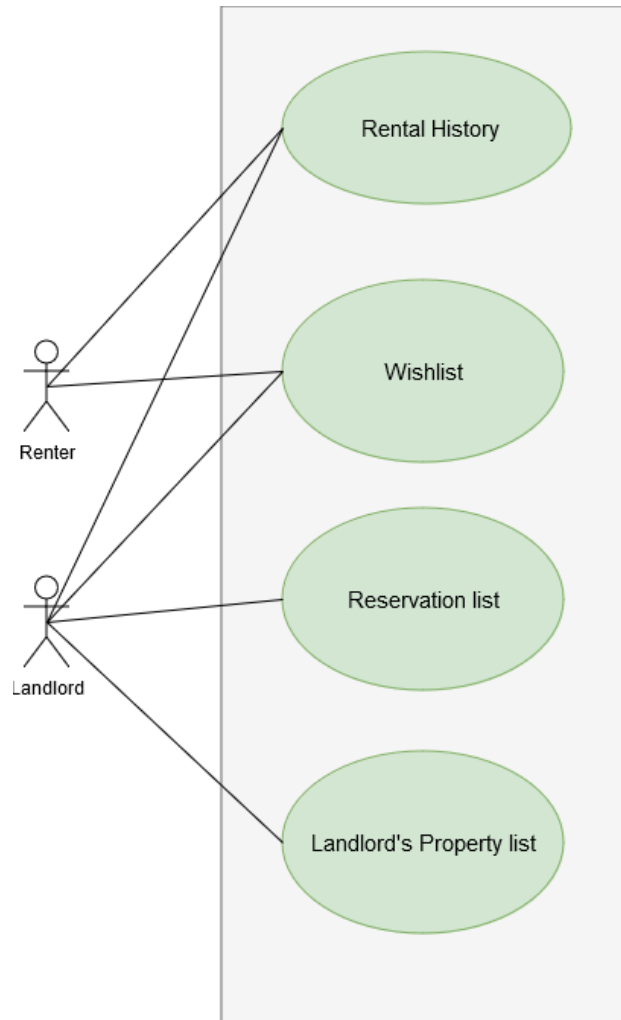 Rental History
Wishlist
Renter
Reservation list
Landlord
Landlord's Property list